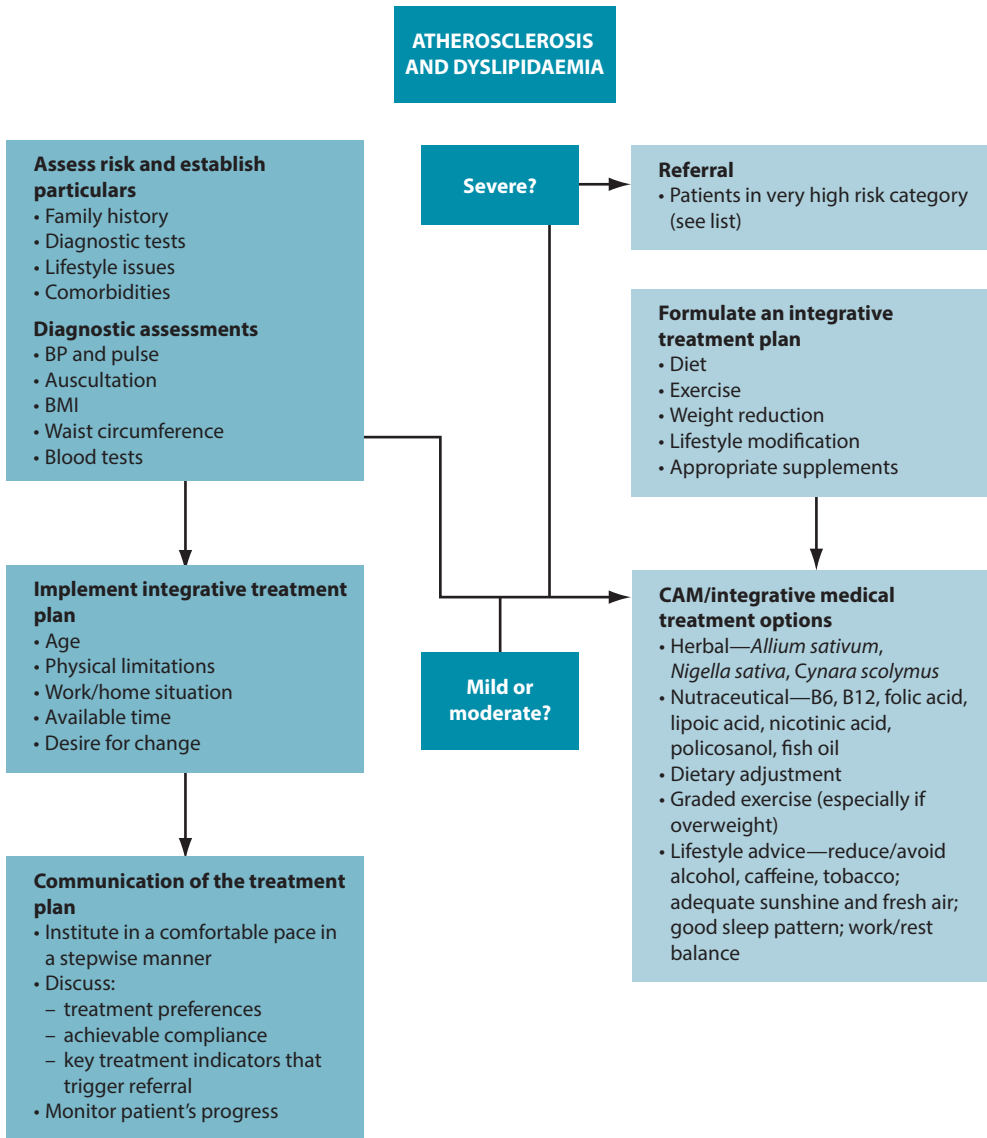 ATHEROSCLEROSIS
AND DYSLIPIDAEMIA
Assess risk and establish
particulars
• Family history
• Diagnostic tests
• Lifestyle issues
• Comorbidities
Diagnostic assessments
• BP and pulse
• Auscultation
• BMI
• Waist circumference
• Blood tests
Implement integrative treatment
plan
• Age
• Physical limitations
• Work/home situation
• Available time
• Desire for change
Communication of the treatment
plan
• Institute in a comfortable pace in
a stepwise manner
• Discuss:
– treatment preferences
– achievable compliance
– key treatment indicators that
trigger referral
• Monitor patient's progress
Severe?
Mild or
moderate?
Referral
• Patients in very high risk category
(see list)
Formulate an integrative
treatment plan
• Diet
• Exercise
• Weight reduction
• Lifestyle modification
• Appropriate supplements
CAM/integrative medical
treatment options
• Herbal—Allium sativum,
Nigella sativa, Cynara scolymus
• Nutraceutical—B6, B12, folic acid,
lipoic acid, nicotinic acid,
policosanol, fish oil
• Dietary adjustment
• Graded exercise (especially if
overweight)
• Lifestyle advice—reduce/avoid
alcohol, caffeine, tobacco;
adequate sunshine and fresh air;
good sleep pattern; work/rest
balance